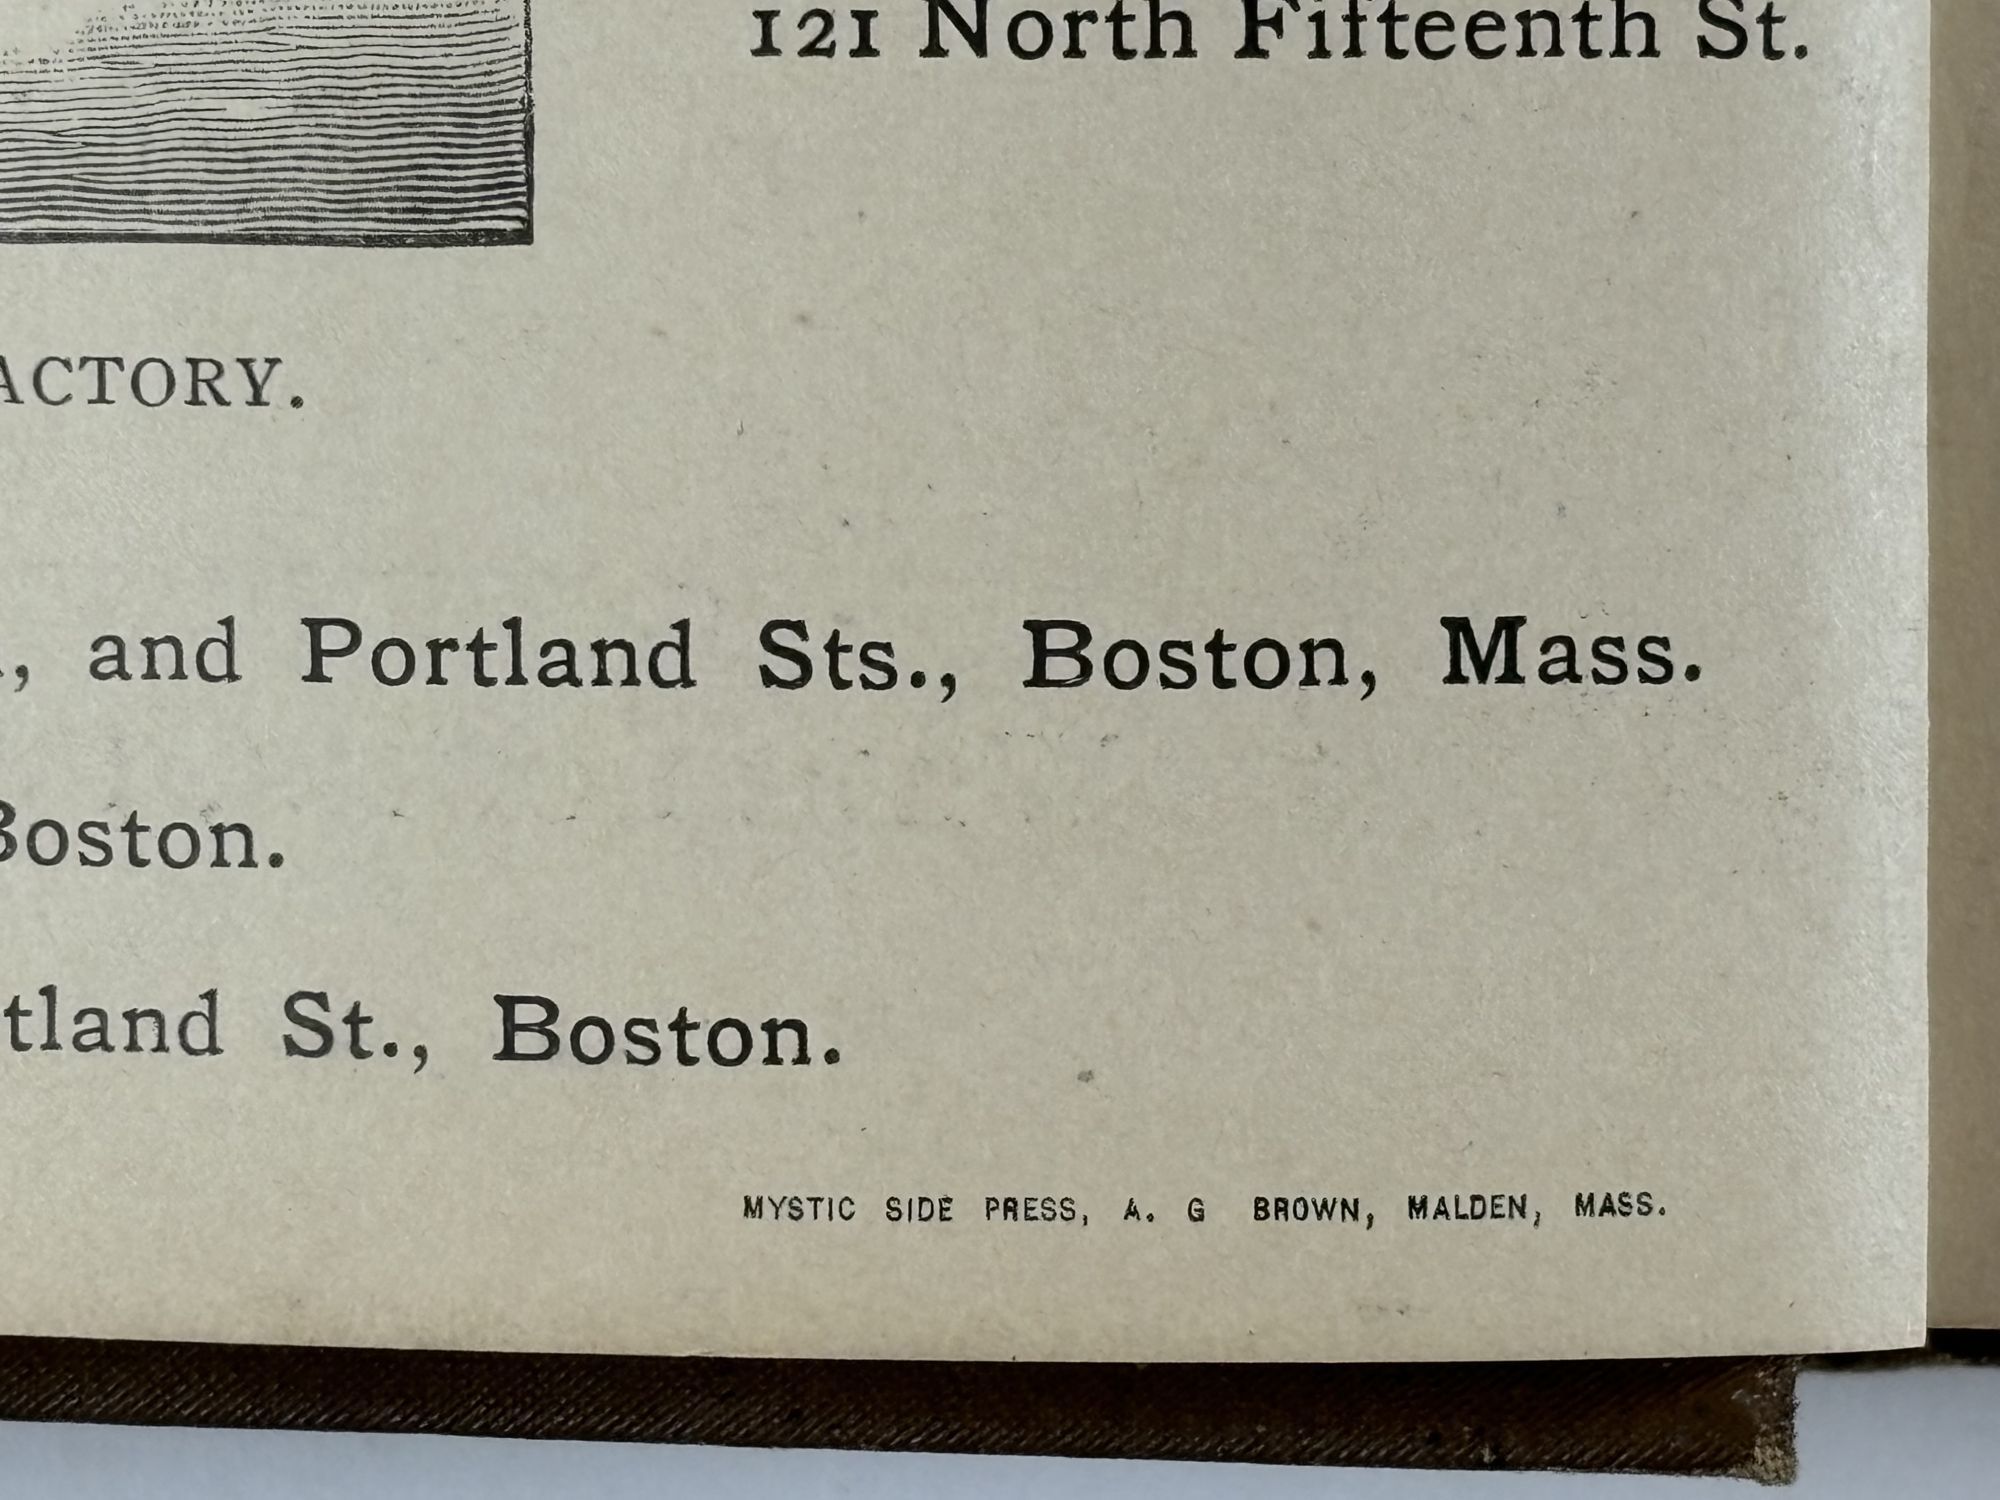 121 North Fifteenth St.
ACTORY.
., and Portland Sts., Boston, Mass.
Boston.
tland St., Boston.
MYSTIC SIDE PRESS, A. G BROWN, MALDEN, MASS.